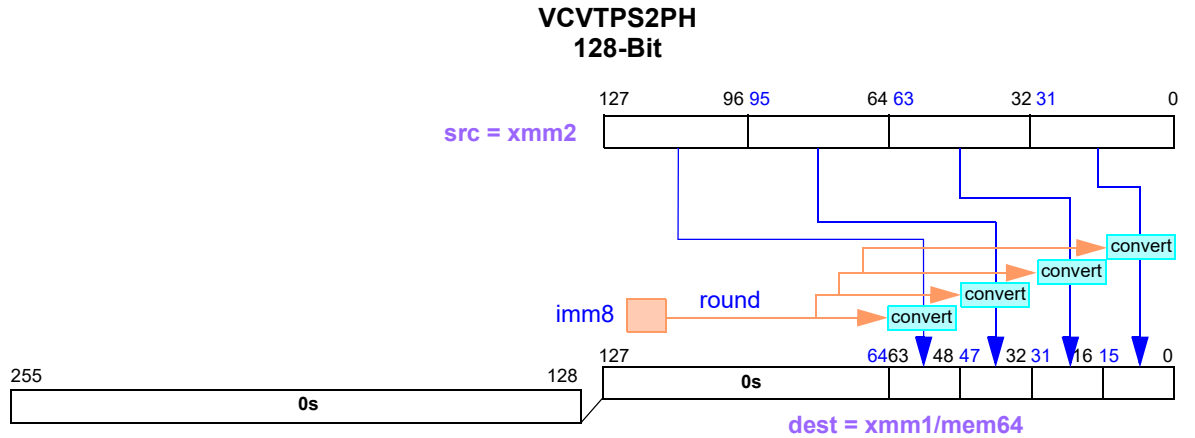 VCVTPS2PH
128-Bit
127 96 95 64 63 32 31 0
src = xmm2
convert
convert
convert
imm8 round convert
127 64 63 48 47 32 31 16 15 0
255 128
0s
0s
dest = xmm1/mem64